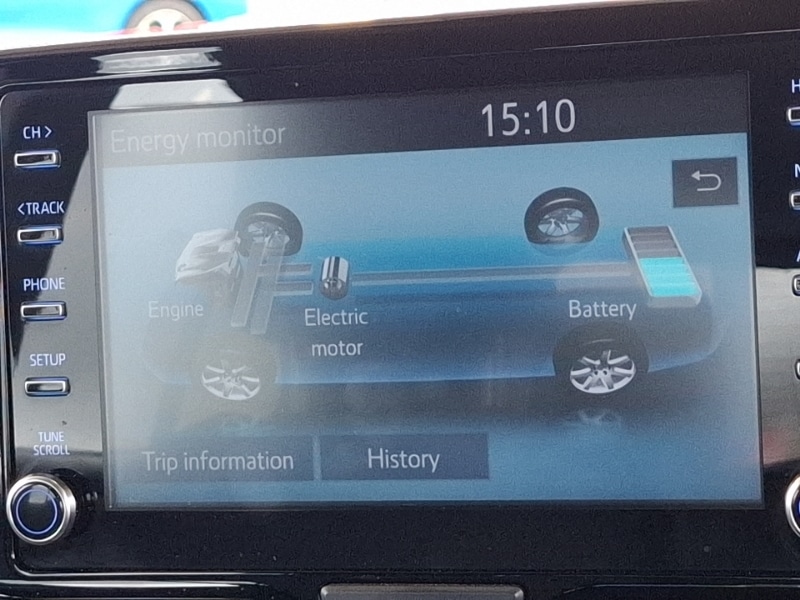 CH >
Energy monitor
15:10
< TRACK
PHONE
Engine
Electric
motor
Battery
SETUP
TUNE
SCROLL
Trip information
History